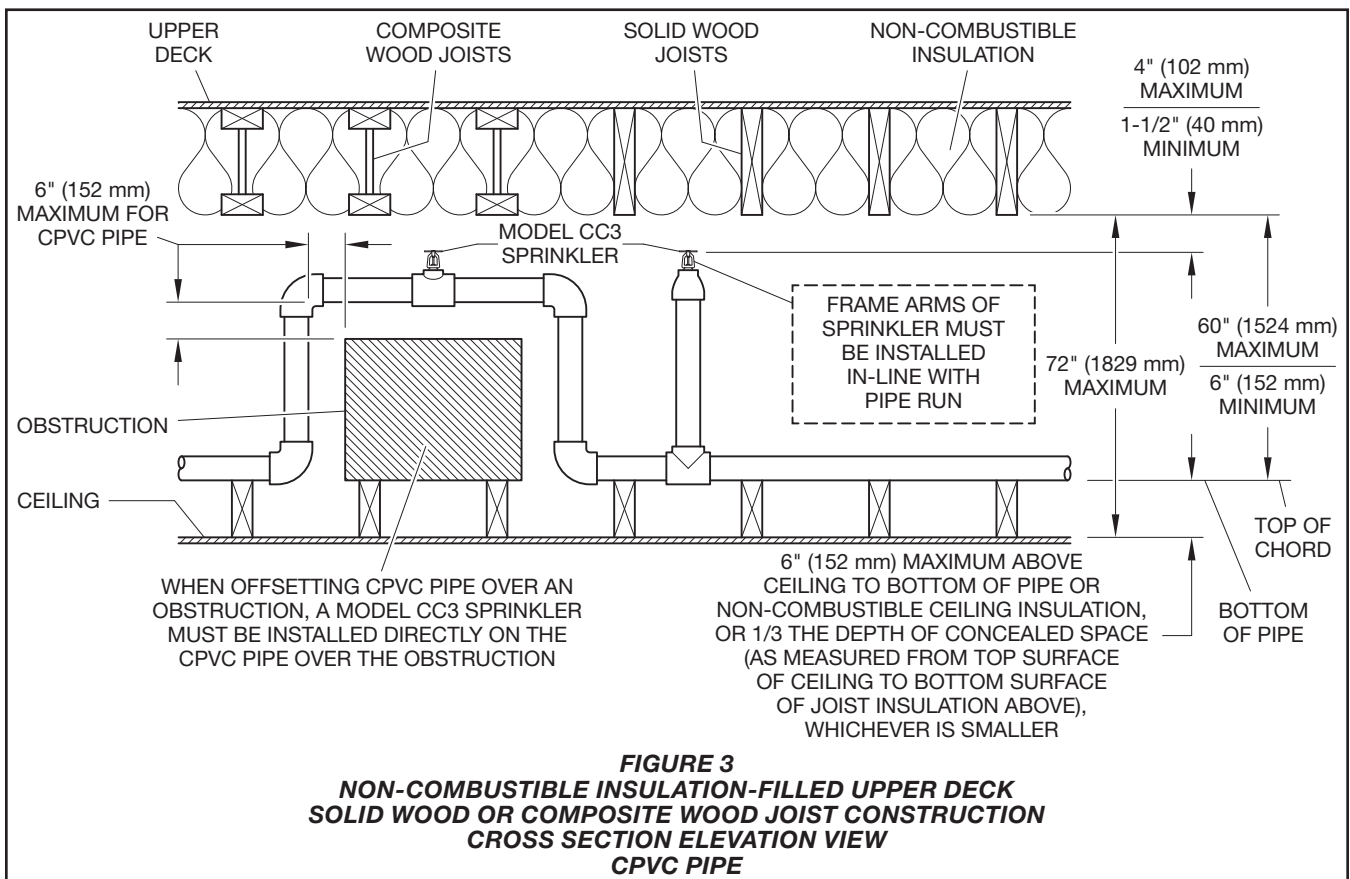 UPPER
DECK
COMPOSITE
WOOD JOISTS
SOLID WOOD
JOISTS
NON-COMBUSTIBLE
INSULATION
4" (102 mm)
MAXIMUM
1-1/2" (40 mm)
MINIMUM
6" (152 mm)
MAXIMUM FOR
CPVC PIPE
MODEL CC3
SPRINKLER
FRAME ARMS OF
SPRINKLER MUST
BE INSTALLED
IN-LINE WITH
PIPE RUN
72" (1829 mm)
MAXIMUM
60" (1524 mm)
MAXIMUM
6" (152 mm)
MINIMUM
OBSTRUCTION
CEILING
TOP OF
CHORD
BOTTOM
OF PIPE
WHEN OFFSETTING CPVC PIPE OVER AN
OBSTRUCTION, A MODEL CC3 SPRINKLER
MUST BE INSTALLED DIRECTLY ON THE
CPVC PIPE OVER THE OBSTRUCTION
6" (152 mm) MAXIMUM ABOVE
CEILING TO BOTTOM OF PIPE OR
NON-COMBUSTIBLE CEILING INSULATION,
OR 1/3 THE DEPTH OF CONCEALED SPACE
(AS MEASURED FROM TOP SURFACE
OF CEILING TO BOTTOM SURFACE
OF JOIST INSULATION ABOVE),
WHICHEVER IS SMALLER
FIGURE 3
NON-COMBUSTIBLE INSULATION-FILLED UPPER DECK
SOLID WOOD OR COMPOSITE WOOD JOIST CONSTRUCTION
CROSS SECTION ELEVATION VIEW
CPVC PIPE